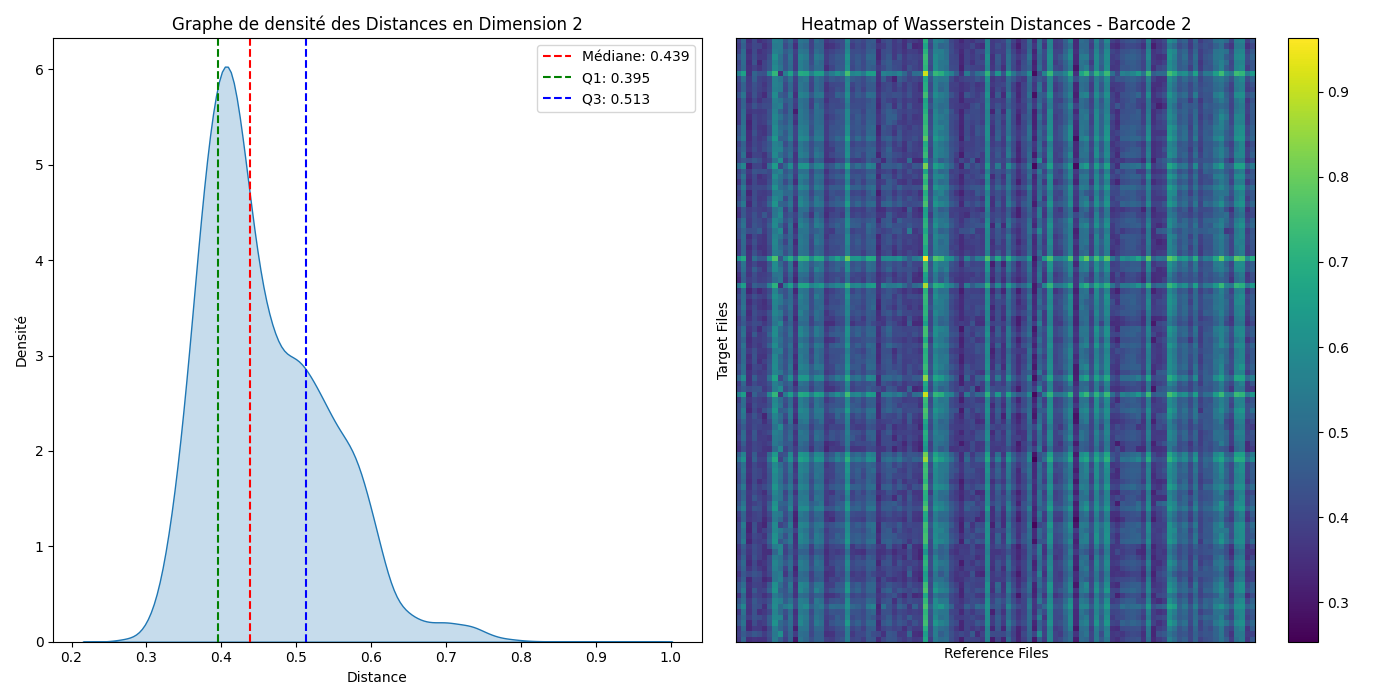 Graphe de densité des Distances en Dimension 2
Médiane: 0.439
Q1: 0.395
Q3: 0.513
Densité
6
5
4
3
2
1
0
0.2 0.3 0.4 0.5 0.6 0.7 0.8 0.9 1.0
Distance
Heatmap of Wasserstein Distances - Barcode 2
Target Files
Reference Files
0.9
0.8
0.7
0.6
0.5
0.4
0.3